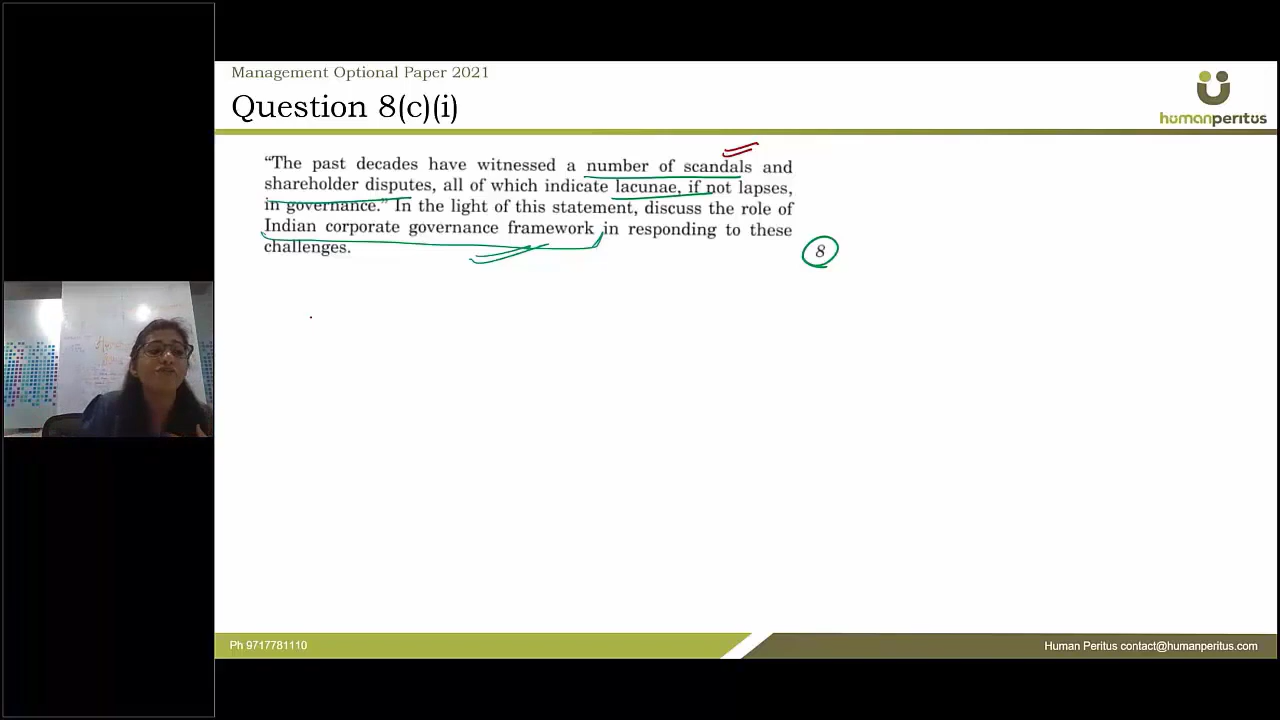 Management Optional Paper 2021
Question 8(c)(i)
humanperitus
“The past decades have witnessed a number of scandals and
shareholder disputes, all of which indicate lacunae, if not lapses,
in governance.” In the light of this statement, discuss the role of
Indian corporate governance framework in responding to these
challenges.
8
Ph 9717781110
Human Peritus contact@humanperitus.com